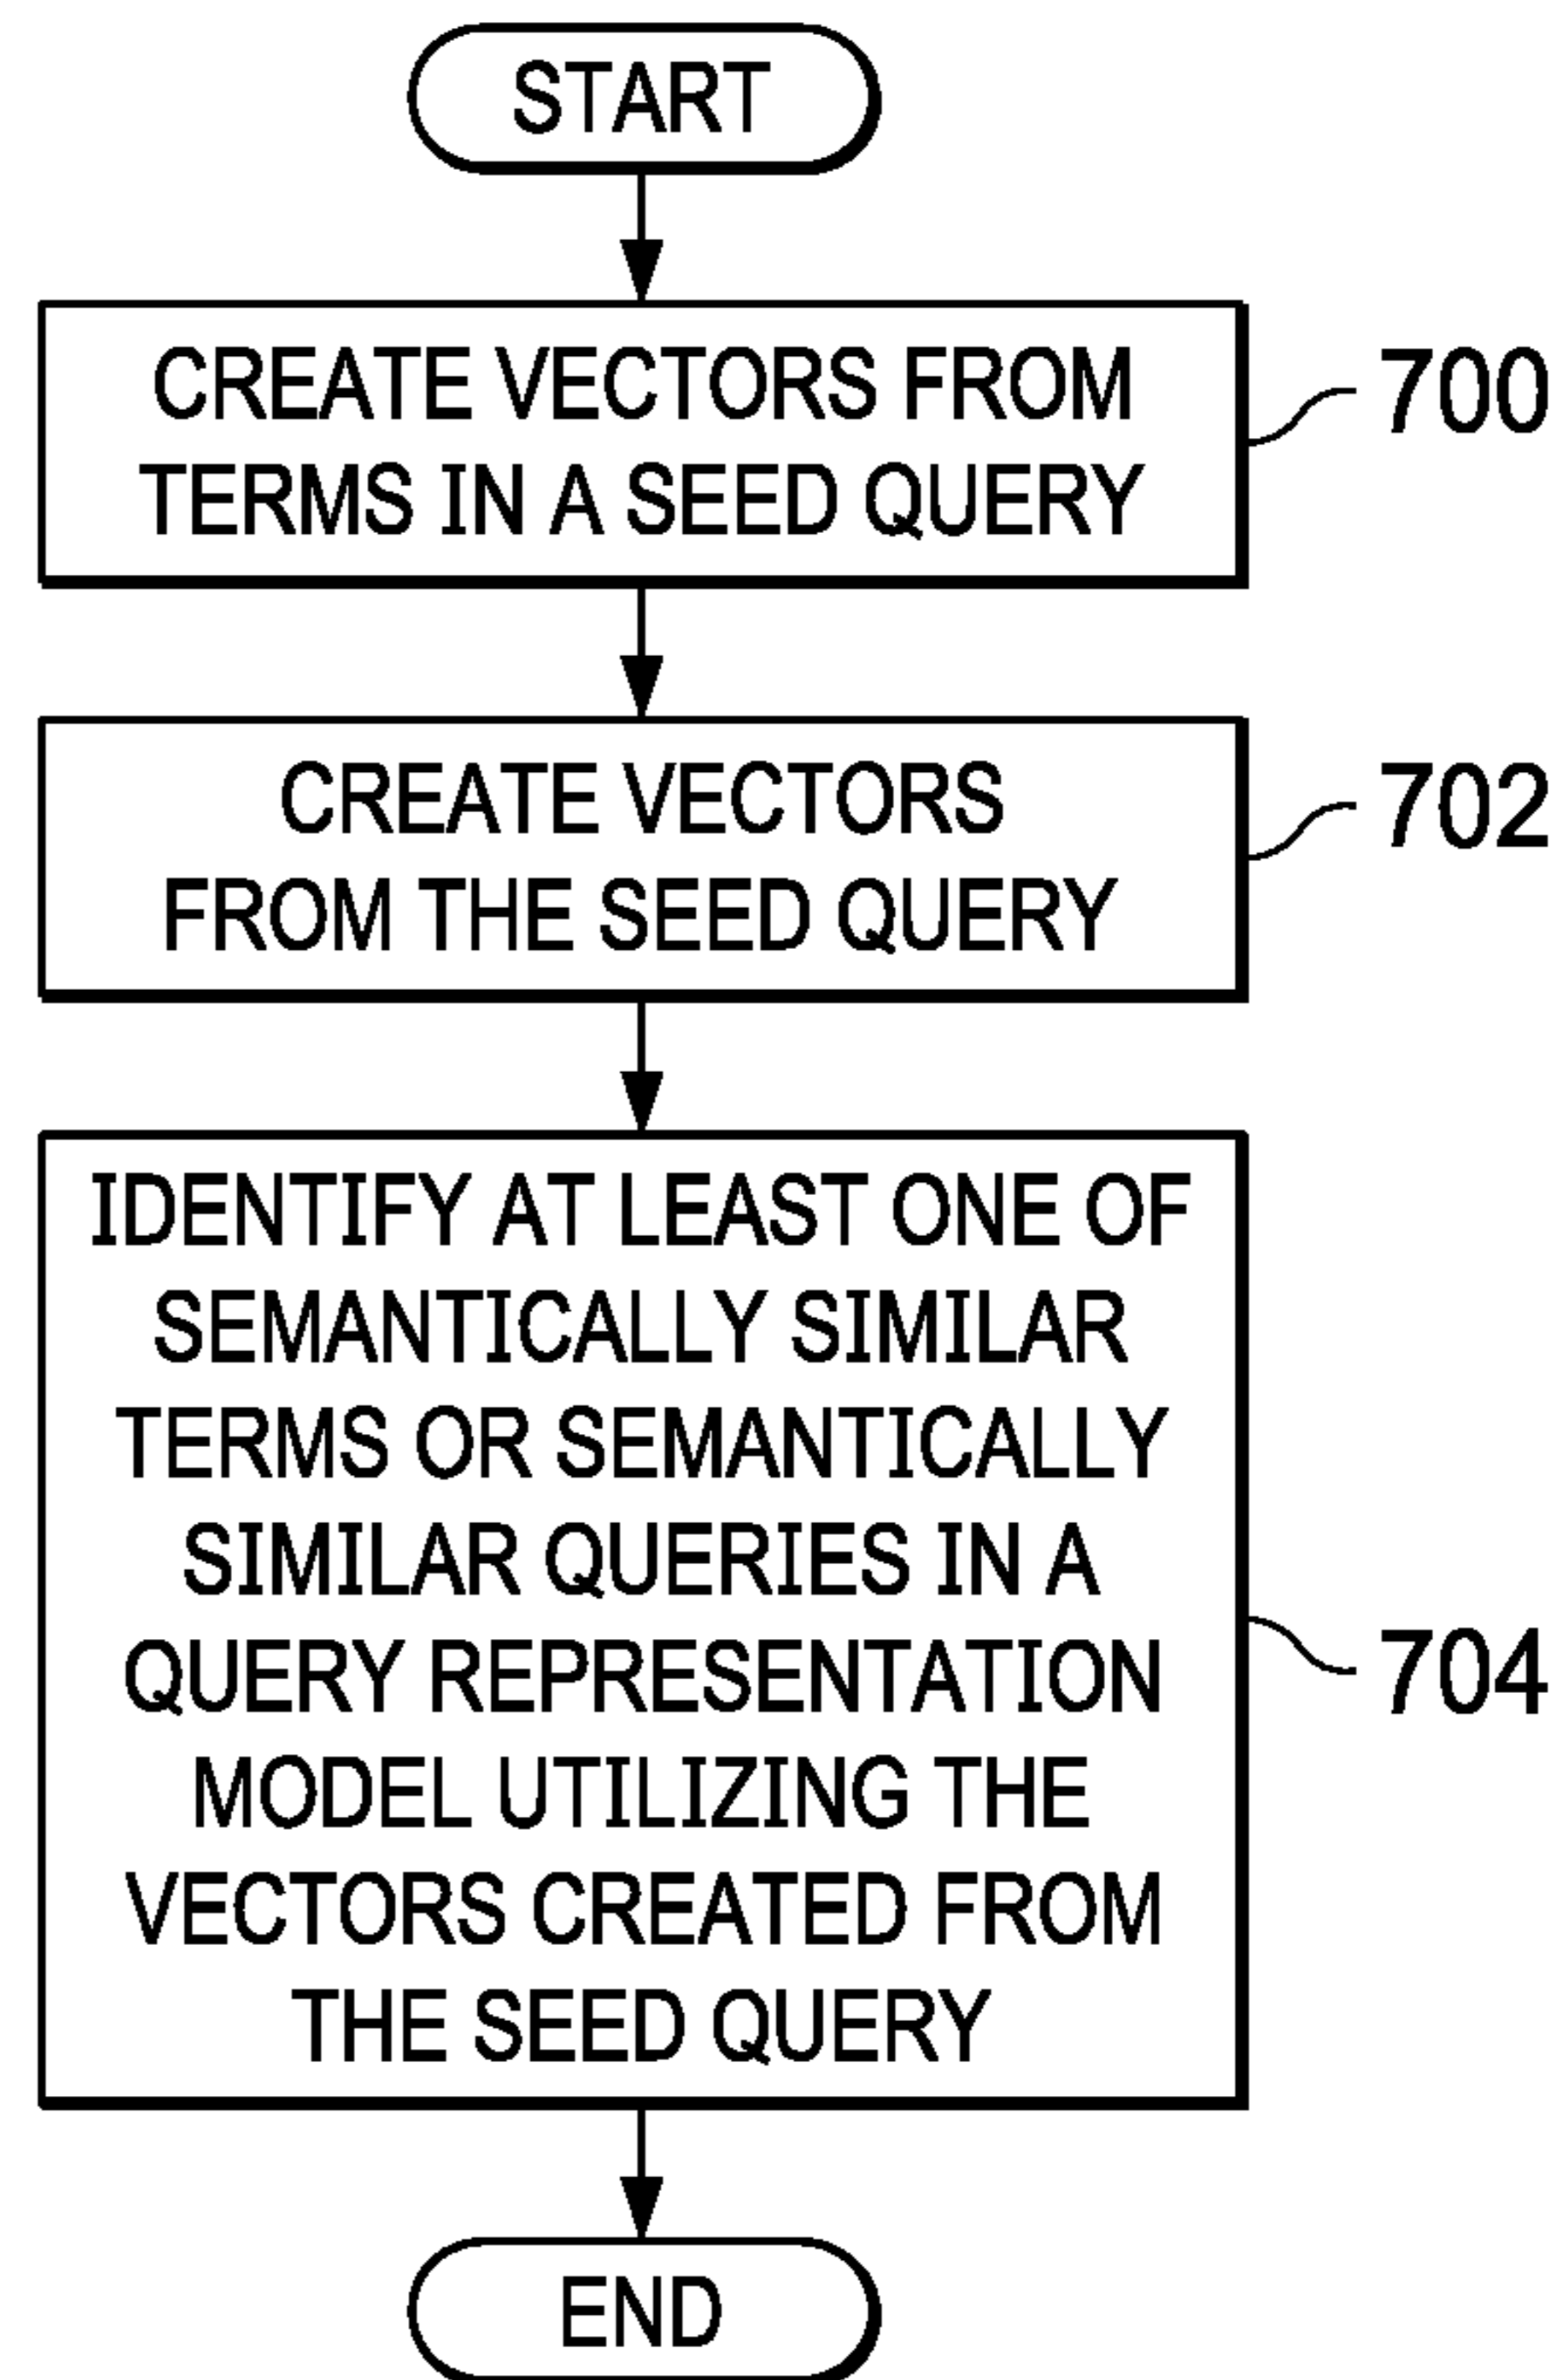 START
CREATE VECTORS FROM
TERMS IN A SEED QUERY
700
CREATE VECTORS
FROM THE SEED QUERY
702
IDENTIFY AT LEAST ONE OF
SEMANTICALLY SIMILAR
TERMS OR SEMANTICALLY
SIMILAR QUERIES IN A
QUERY REPRESENTATION
MODEL UTILIZING THE
VECTORS CREATED FROM
THE SEED QUERY
704
END